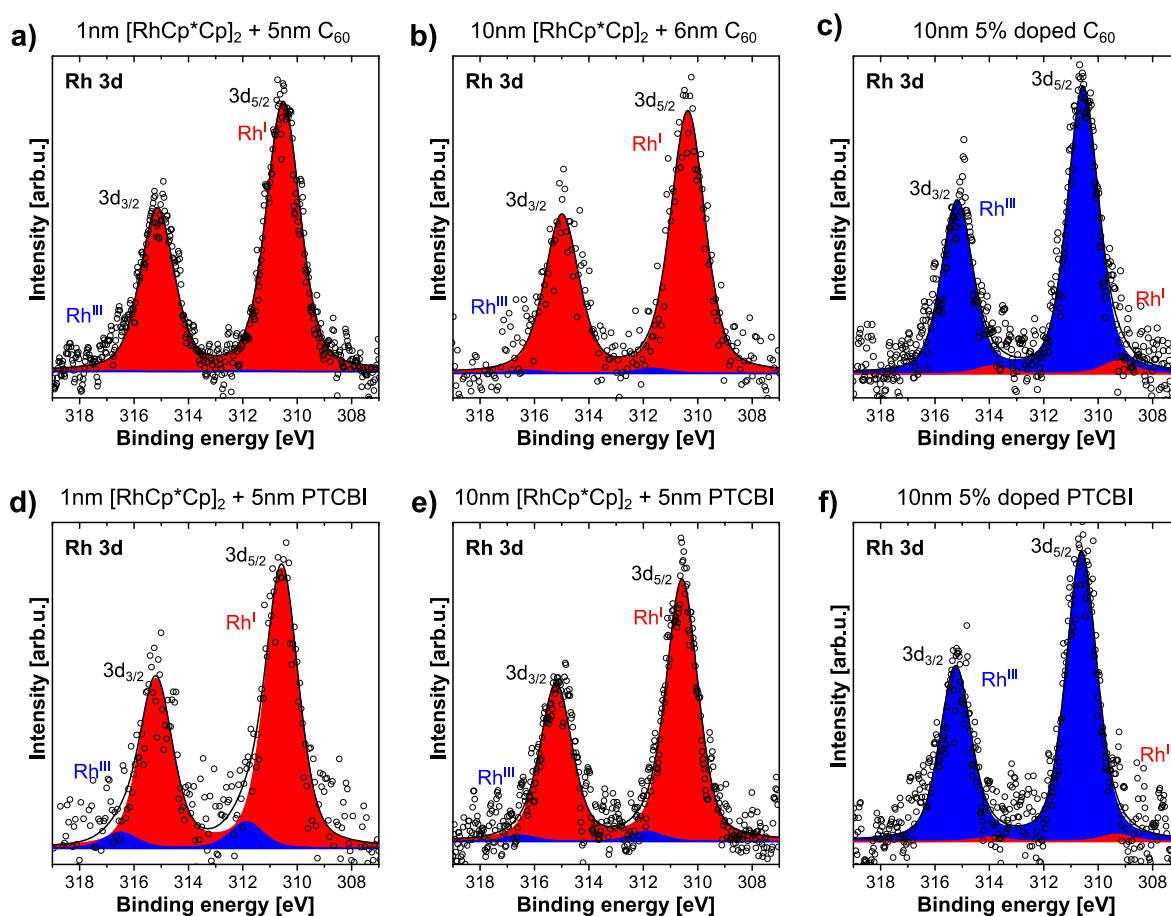 a)
1nm [RhCp*Cp]₂ + 5nm C₆₀
Rh 3d
3d₅/₂
Rhᴵ
3d₃/₂
Rhᴵᴵᴵ
Intensity [arb.u.]
318 316 314 312 310 308
Binding energy [eV]
b)
10nm [RhCp*Cp]₂ + 6nm C₆₀
Rh 3d
3d₅/₂
Rhᴵ
3d₃/₂
Rhᴵᴵᴵ
Intensity [arb.u.]
318 316 314 312 310 308
Binding energy [eV]
c)
10nm 5% doped C₆₀
Rh 3d
3d₅/₂
3d₃/₂
Rhᴵᴵᴵ
Rhᴵ
Intensity [arb.u.]
318 316 314 312 310 308
Binding energy [eV]
d)
1nm [RhCp*Cp]₂ + 5nm PTCBI
Rh 3d
3d₅/₂
Rhᴵ
3d₃/₂
Rhᴵᴵᴵ
Intensity [arb.u.]
318 316 314 312 310 308
Binding energy [eV]
e)
10nm [RhCp*Cp]₂ + 5nm PTCBI
Rh 3d
3d₅/₂
Rhᴵ
3d₃/₂
Rhᴵᴵᴵ
Intensity [arb.u.]
318 316 314 312 310 308
Binding energy [eV]
f)
10nm 5% doped PTCBI
Rh 3d
3d₅/₂
3d₃/₂
Rhᴵᴵᴵ
Rhᴵ
Intensity [arb.u.]
318 316 314 312 310 308
Binding energy [eV]